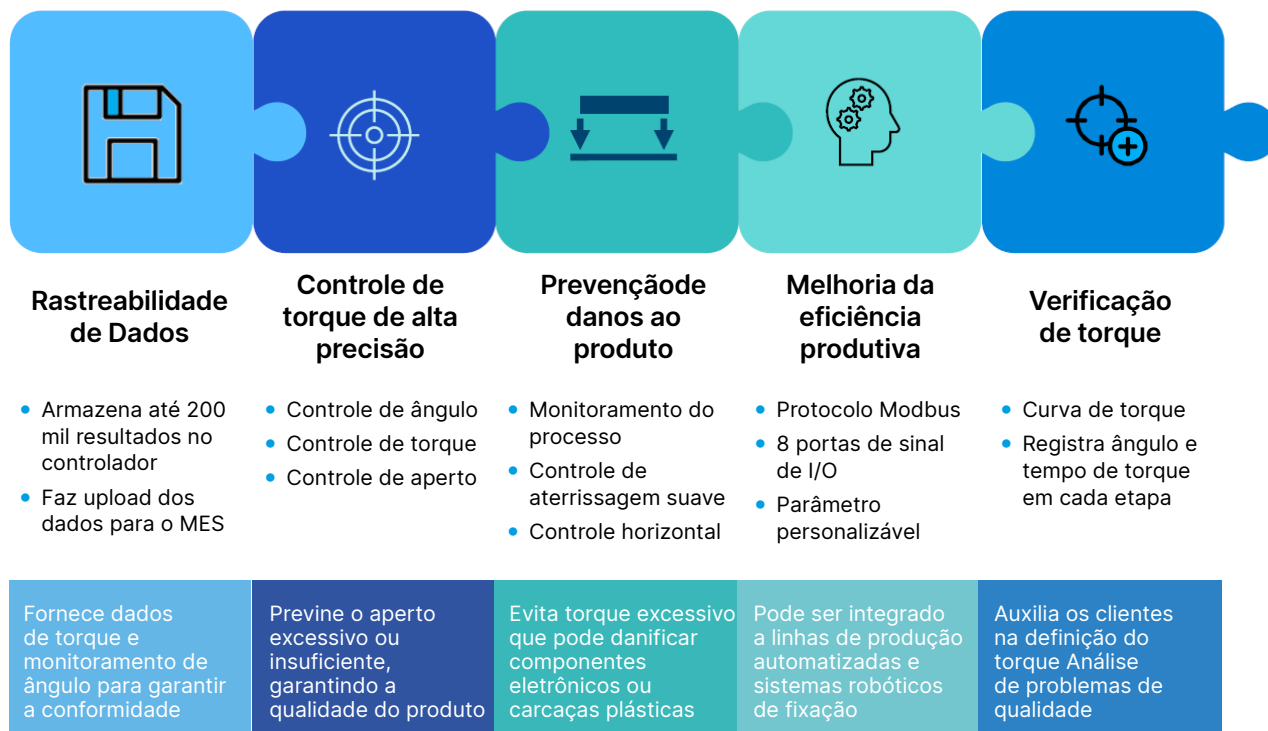 Rastreabilidade
de Dados
Armazena até 200
mil resultados no
controlador
Faz upload dos
dados para o MES
Fornece dados
de torque e
monitoramento de
ângulo para garantir
a conformidade
Controle de
torque de alta
precisão
Controle de ângulo
Controle de torque
Controle de aperto
Previne o aperto
excessivo ou
insuficiente,
garantindo a
qualidade do produto
Prevençãode
danos ao
produto
Monitoramento do
processo
Controle de
aterrissagem suave
Controle horizontal
Evita torque excessivo
que pode danificar
componentes
eletrônicos ou
carcaças plásticas
Melhoria da
eficiência
produtiva
Protocolo Modbus
8 portas de sinal
de I/O
Parâmetro
personalizável
Pode ser integrado
a linhas de produção
automatizadas e
sistemas robóticos
de fixação
Verificação
de torque
Curva de torque
Registra ângulo e
tempo de torque
em cada etapa
Auxilia os clientes
na definição do
torque Análise
de problemas de
qualidade